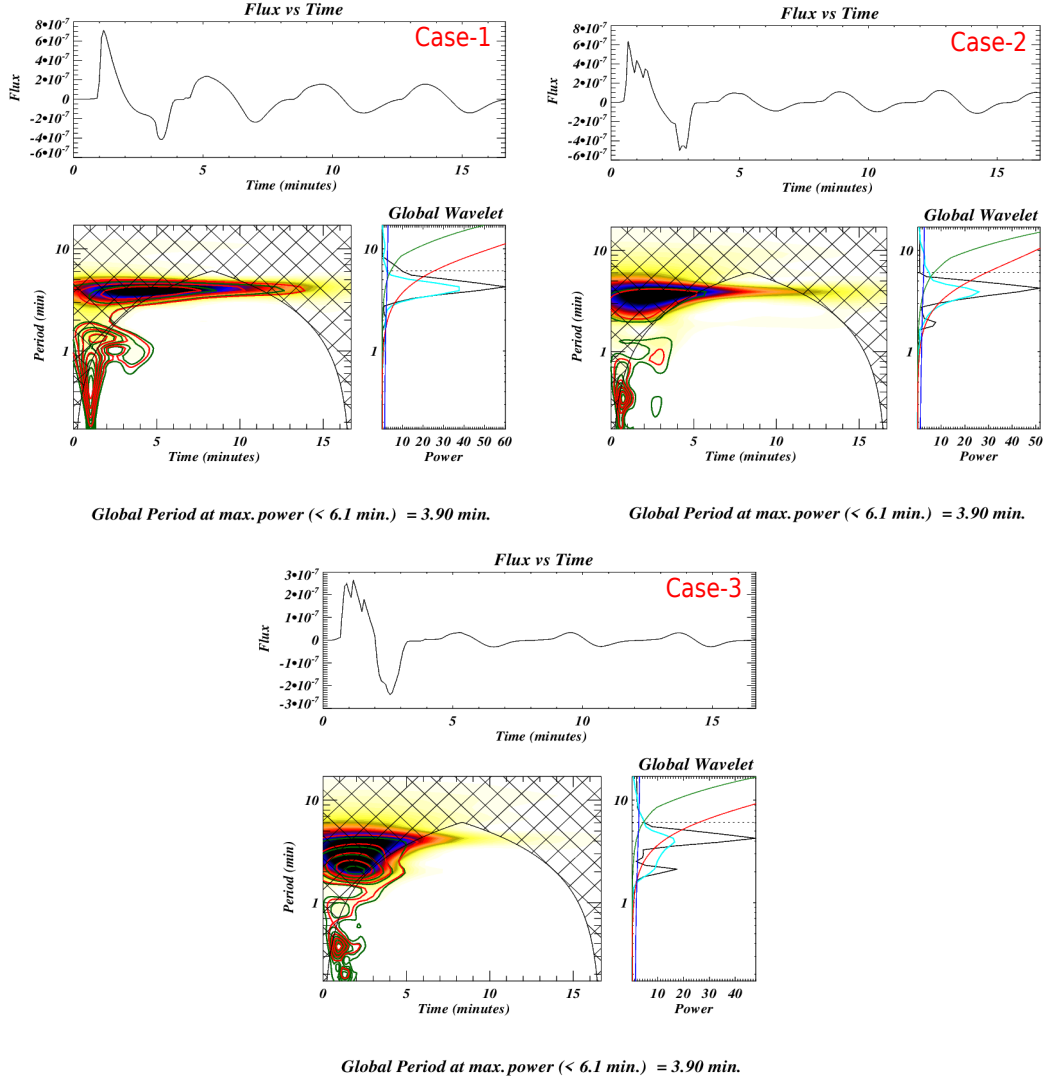 Flux vs Time
Case-1
Flux
8•10⁻⁷
6•10⁻⁷
4•10⁻⁷
2•10⁻⁷
0
-2•10⁻⁷
-4•10⁻⁷
-6•10⁻⁷
0 5 10 15
Time (minutes)
Global Wavelet
Period (min)
10
1
0 5 10 15
Time (minutes)
10
1
10 20 30 40 50 60
Power
Global Period at max. power (< 6.1 min.) = 3.90 min.
Flux vs Time
Case-2
Flux
8•10⁻⁷
6•10⁻⁷
4•10⁻⁷
2•10⁻⁷
0
-2•10⁻⁷
-4•10⁻⁷
-6•10⁻⁷
0 5 10 15
Time (minutes)
Global Wavelet
Period (min)
10
1
0 5 10 15
Time (minutes)
10
1
10 20 30 40 50
Power
Global Period at max. power (< 6.1 min.) = 3.90 min.
Flux vs Time
Case-3
Flux
3•10⁻⁷
2•10⁻⁷
1•10⁻⁷
0
-1•10⁻⁷
-2•10⁻⁷
-3•10⁻⁷
0 5 10 15
Time (minutes)
Global Wavelet
Period (min)
10
1
0 5 10 15
Time (minutes)
10
1
10 20 30 40
Power
Global Period at max. power (< 6.1 min.) = 3.90 min.